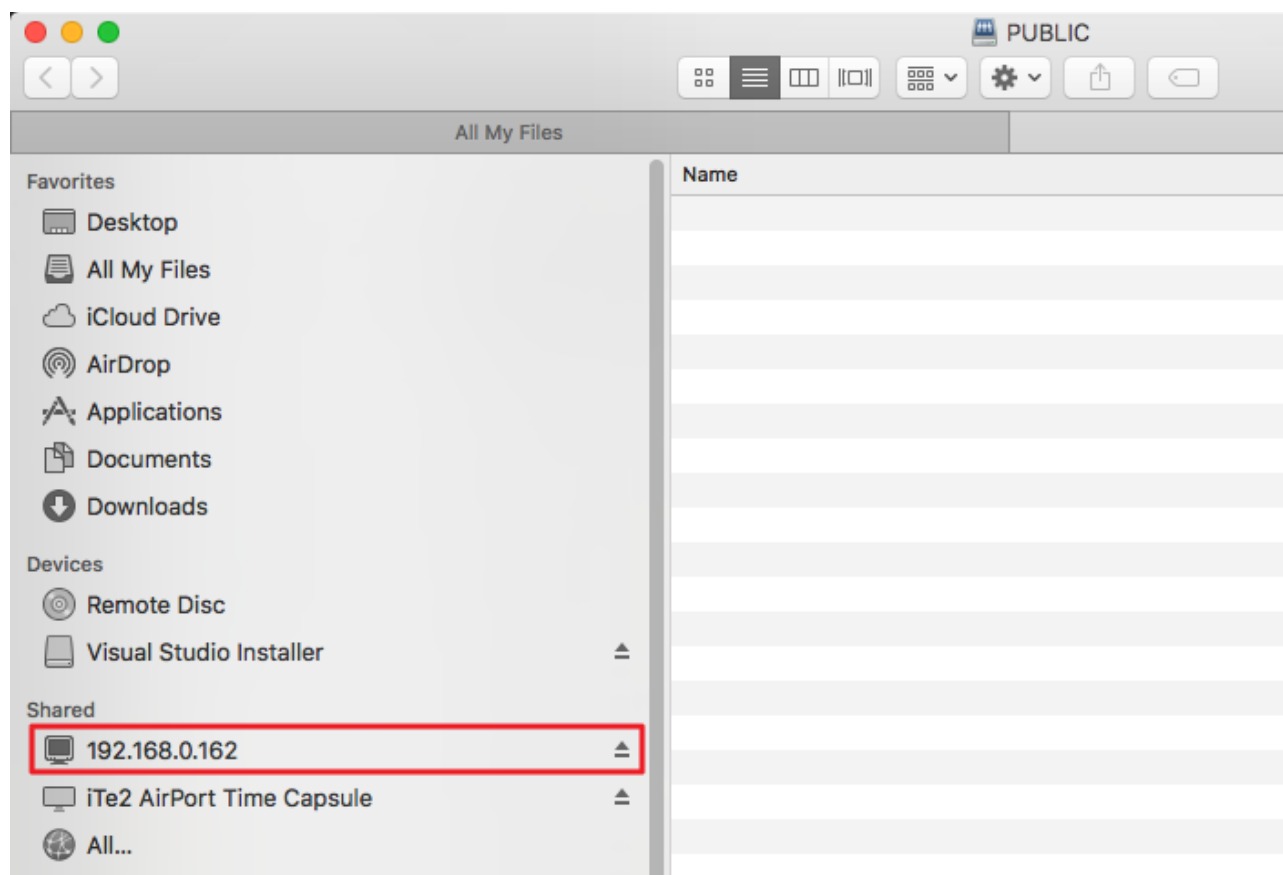 PUBLIC
All My Files
Favorites
Desktop
All My Files
iCloud Drive
AirDrop
Applications
Documents
Downloads
Devices
Remote Disc
Visual Studio Installer
Shared
192.168.0.162
iTe2 AirPort Time Capsule
All...
Name